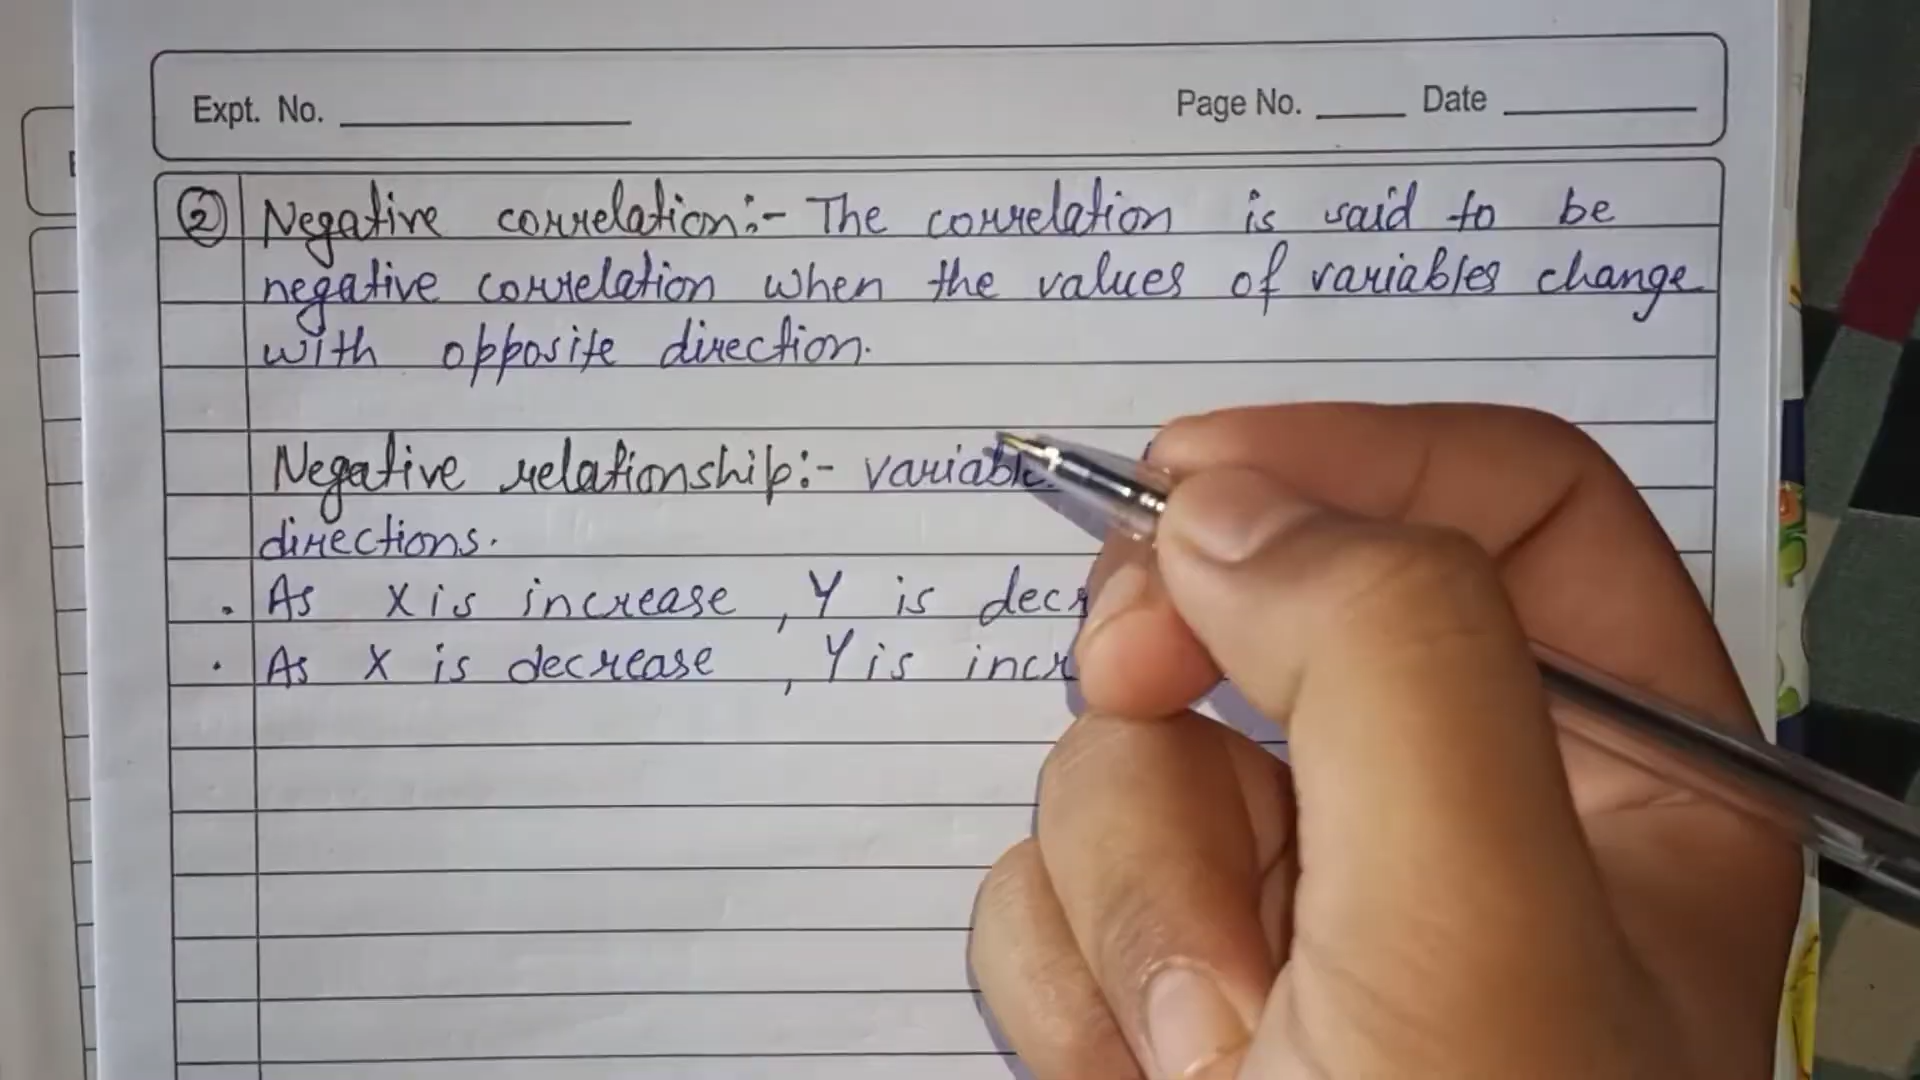 Expt. No. Page No. Date
② Negative correlation:- The correlation is said to be
negative correlation when the values of variables change
with opposite direction.
Negative relationship:-
directions.
. As X is increase, Y is
. As X is decrease, Y is